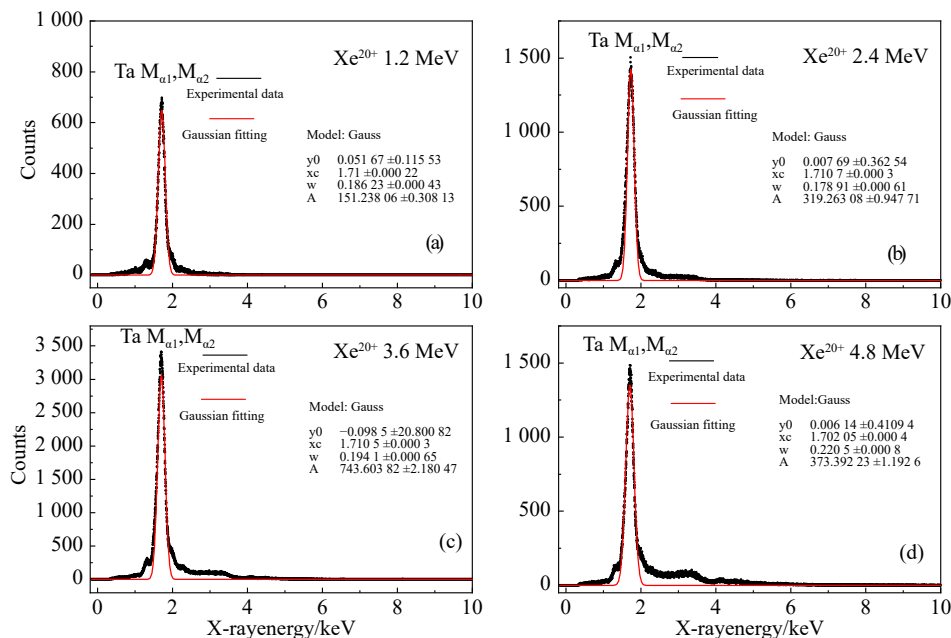 1 000
800
600
400
200
0
Counts
Ta Mα1,Mα2
Xe20+ 1.2 MeV
Experimental data
Gaussian fitting
Model: Gauss
y0 0.051 67 ±0.115 53
xc 1.71 ±0.000 22
w 0.186 23 ±0.000 43
A 151.238 06 ±0.308 13
(a)
0 2 4 6 8 10
1 500
1 000
500
0
Ta Mα1,Mα2
Xe20+ 2.4 MeV
Experimental data
Gaussian fitting
Model: Gauss
y0 0.007 69 ±0.362 54
xc 1.710 7 ±0.000 3
w 0.178 91 ±0.000 61
A 319.263 08 ±0.947 71
(b)
0 2 4 6 8 10
3 500
3 000
2 500
2 000
1 500
1 000
500
0
Counts
Ta Mα1,Mα2
Xe20+ 3.6 MeV
Experimental data
Gaussian fitting
Model: Gauss
y0 −0.098 5 ±20.800 82
xc 1.710 5 ±0.000 3
w 0.194 1 ±0.000 65
A 743.603 82 ±2.180 47
(c)
0 2 4 6 8 10
X-rayenergy/keV
1 500
1 000
500
0
Ta Mα1,Mα2
Xe20+ 4.8 MeV
Experimental data
Gaussian fitting
Model:Gauss
y0 0.006 14 ±0.4109 4
xc 1.702 05 ±0.000 4
w 0.220 5 ±0.000 8
A 373.392 23 ±1.192 6
(d)
0 2 4 6 8 10
X-rayenergy/keV